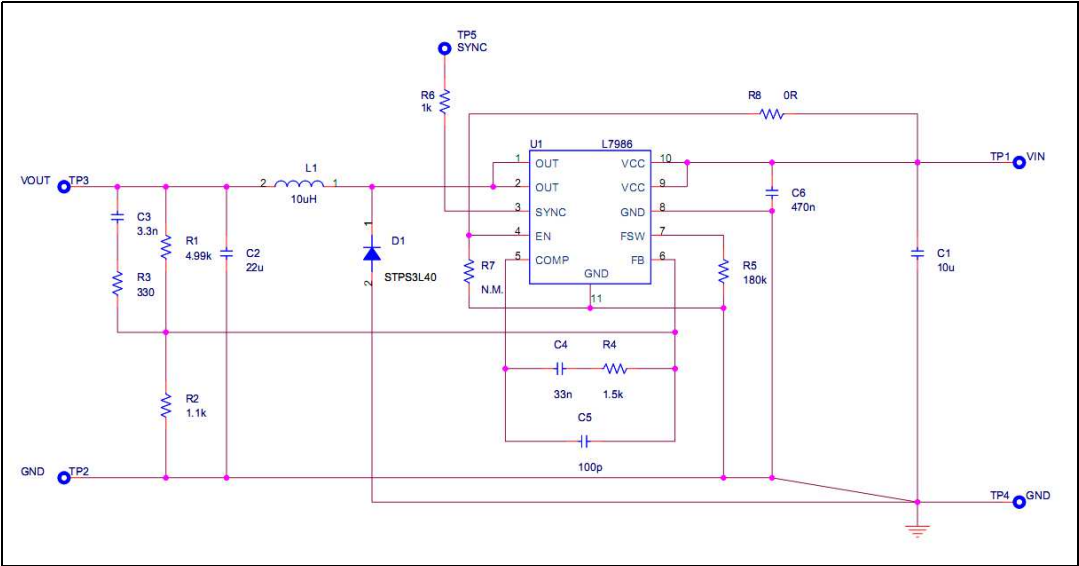 TP5
SYNC
R6
1k
R8 0R
U1 L7986
1 OUT VCC 10
2 OUT VCC 9
3 SYNC GND 8
4 EN FSW 7
5 COMP FB 6
GND
11
TP1 VIN
VOUT TP3
L1
2 1
10uH
C3
3.3n
R1
4.99k
R3
330
C2
22u
1
D1
STPS3L40
2
R7
N.M.
R5
180k
C6
470n
C1
10u
C4 R4
33n 1.5k
C5
100p
R2
1.1k
GND TP2
TP4 GND